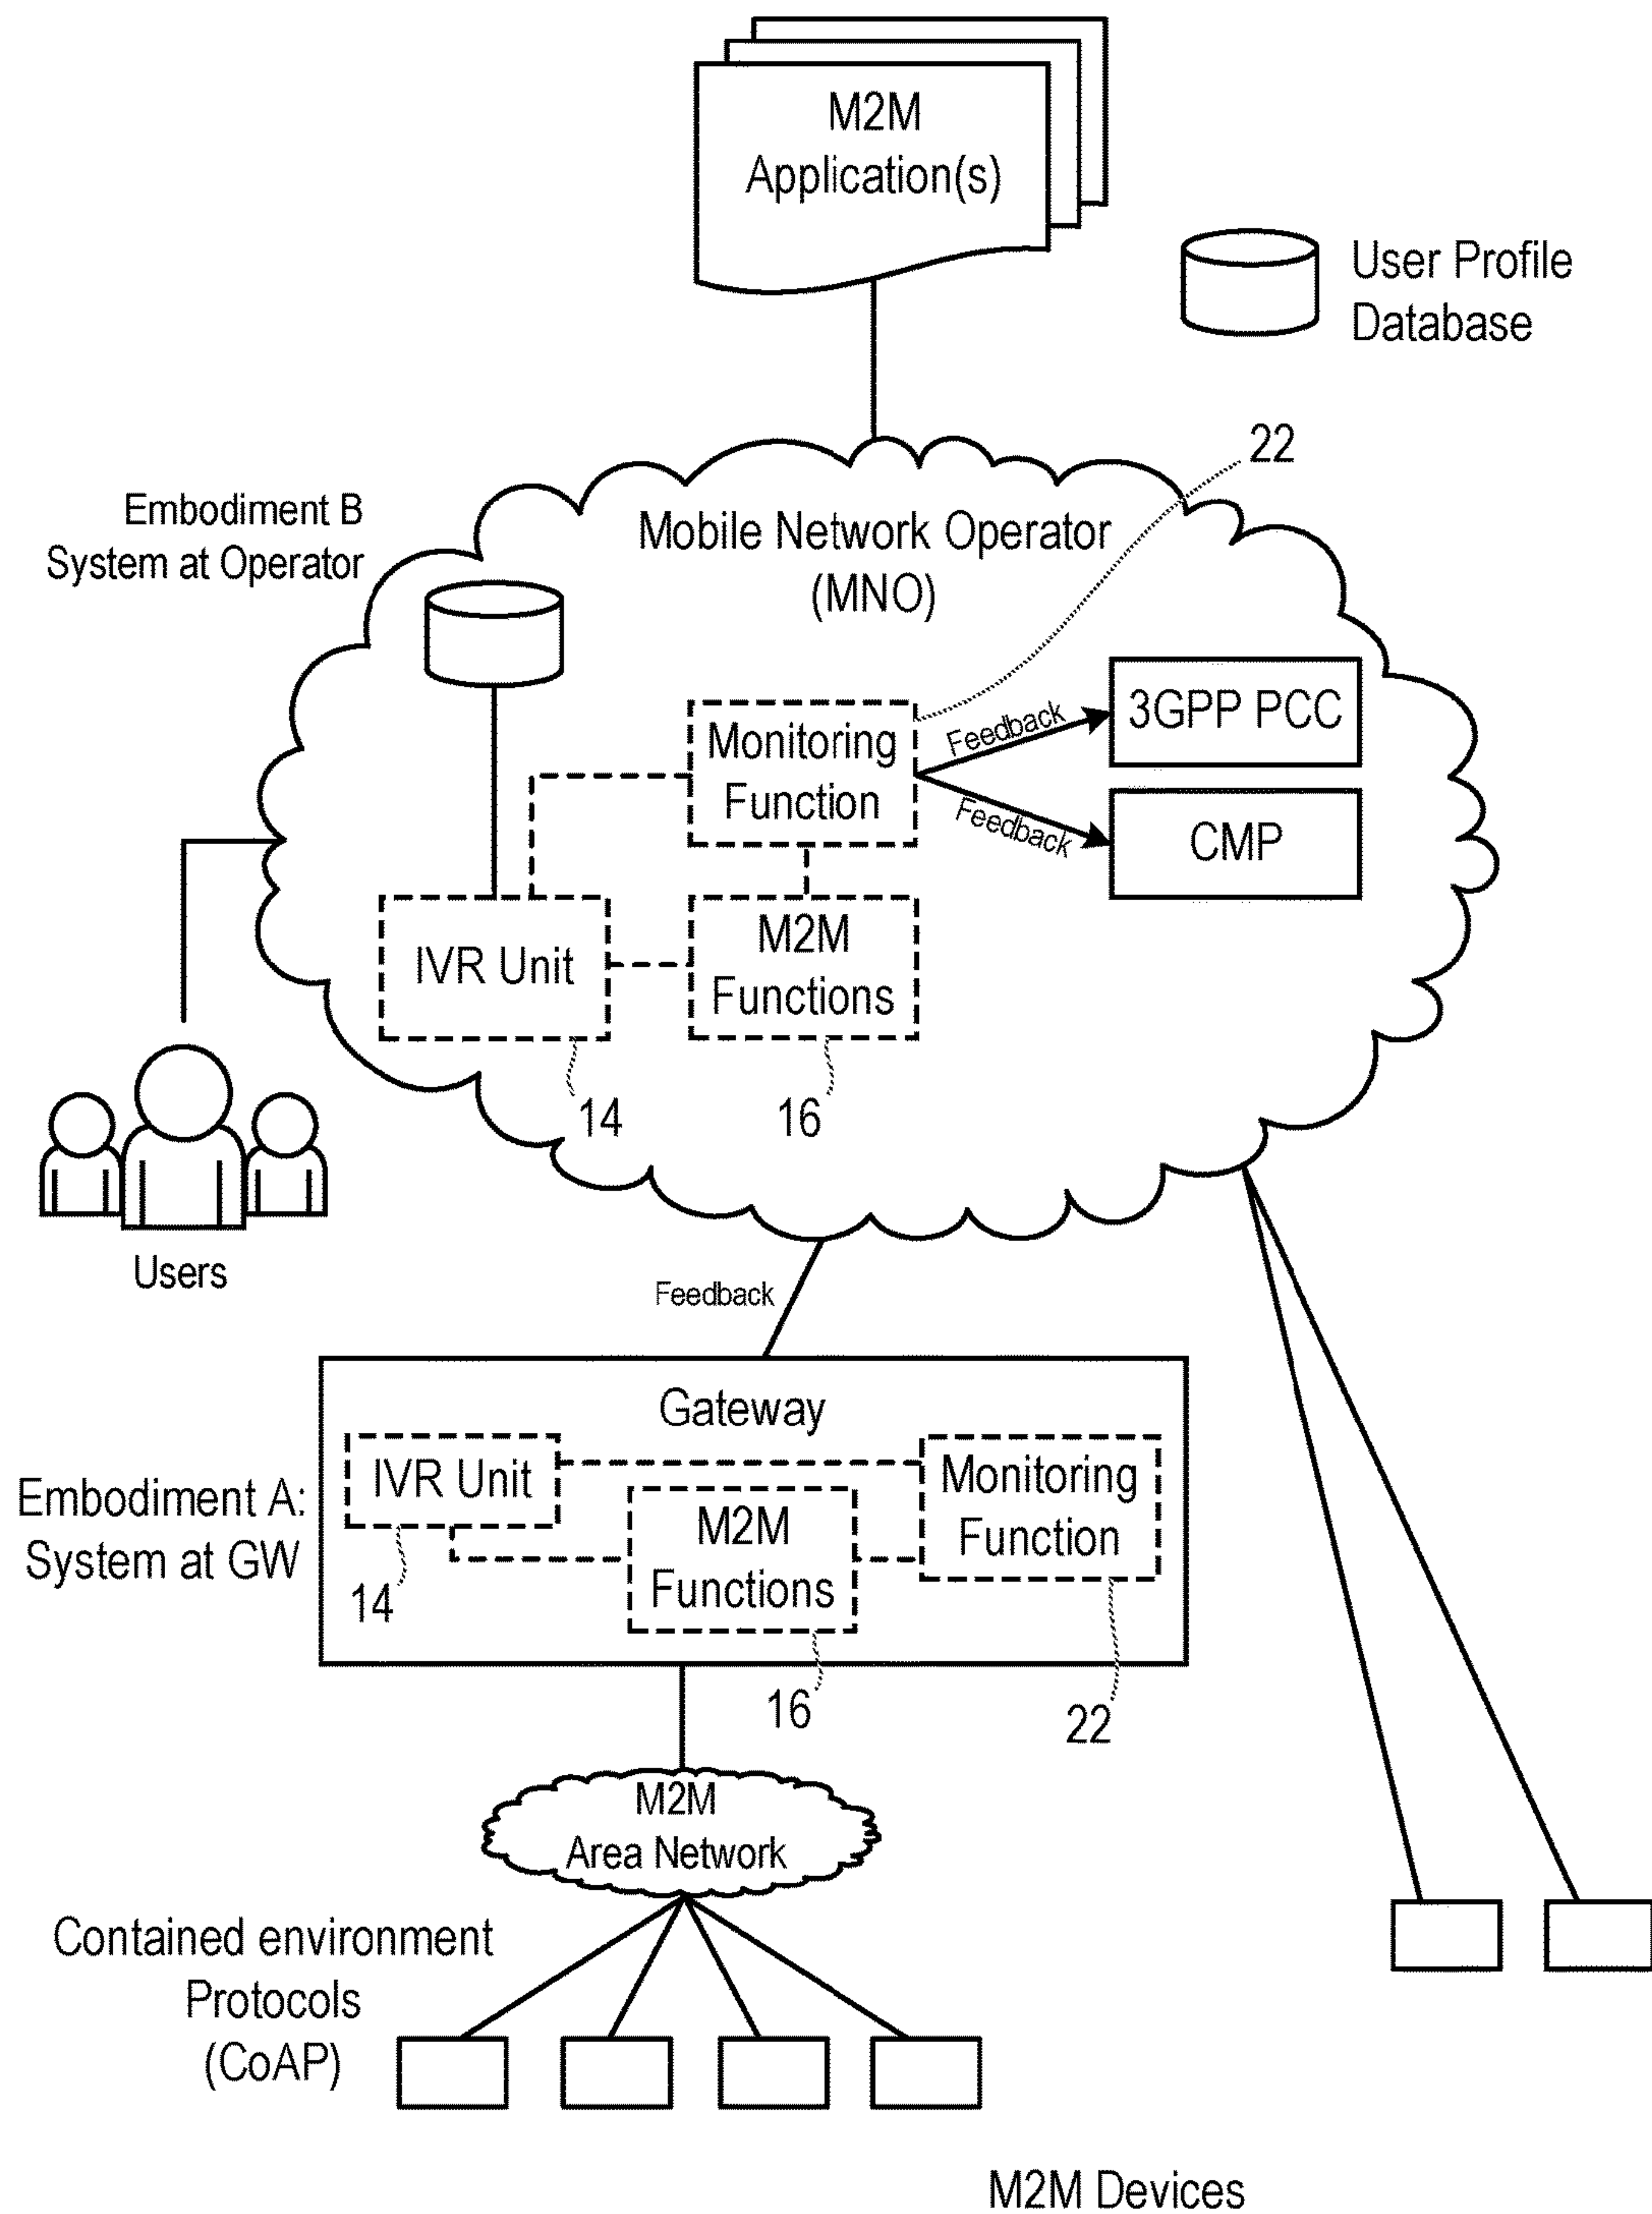 M2M
Application(s)
User Profile
Database
22
Embodiment B
System at Operator
Mobile Network Operator
(MNO)
Monitoring
Function
Feedback
3GPP PCC
Feedback
CMP
IVR Unit
M2M
Functions
14
16
Users
Feedback
Gateway
Embodiment A:
System at GW
IVR Unit
M2M
Functions
Monitoring
Function
14
16
22
M2M
Area Network
Contained environment
Protocols
(CoAP)
M2M Devices